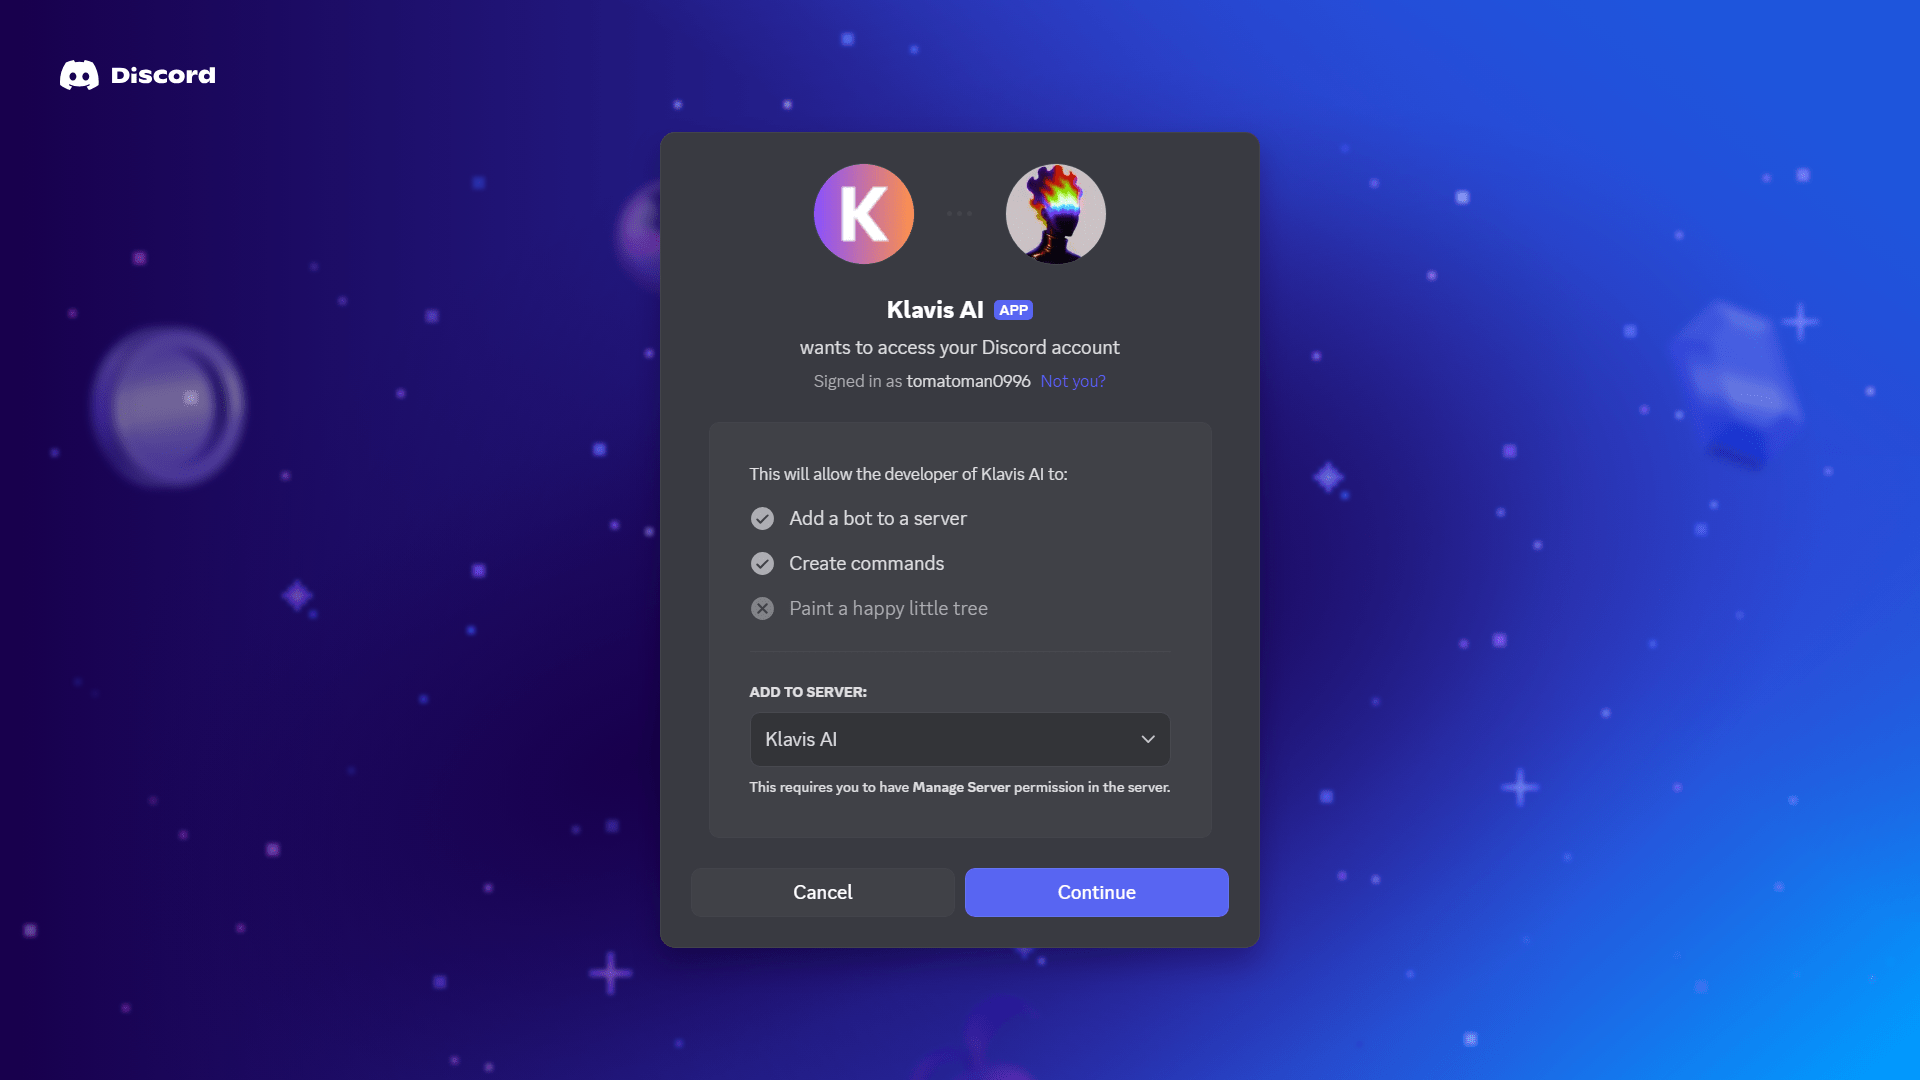 Discord
K
Klavis AI APP
wants to access your Discord account
Signed in as tomatoman0996 Not you?
This will allow the developer of Klavis AI to:
Add a bot to a server
Create commands
Paint a happy little tree
ADD TO SERVER:
Klavis AI
This requires you to have Manage Server permission in the server.
Cancel Continue